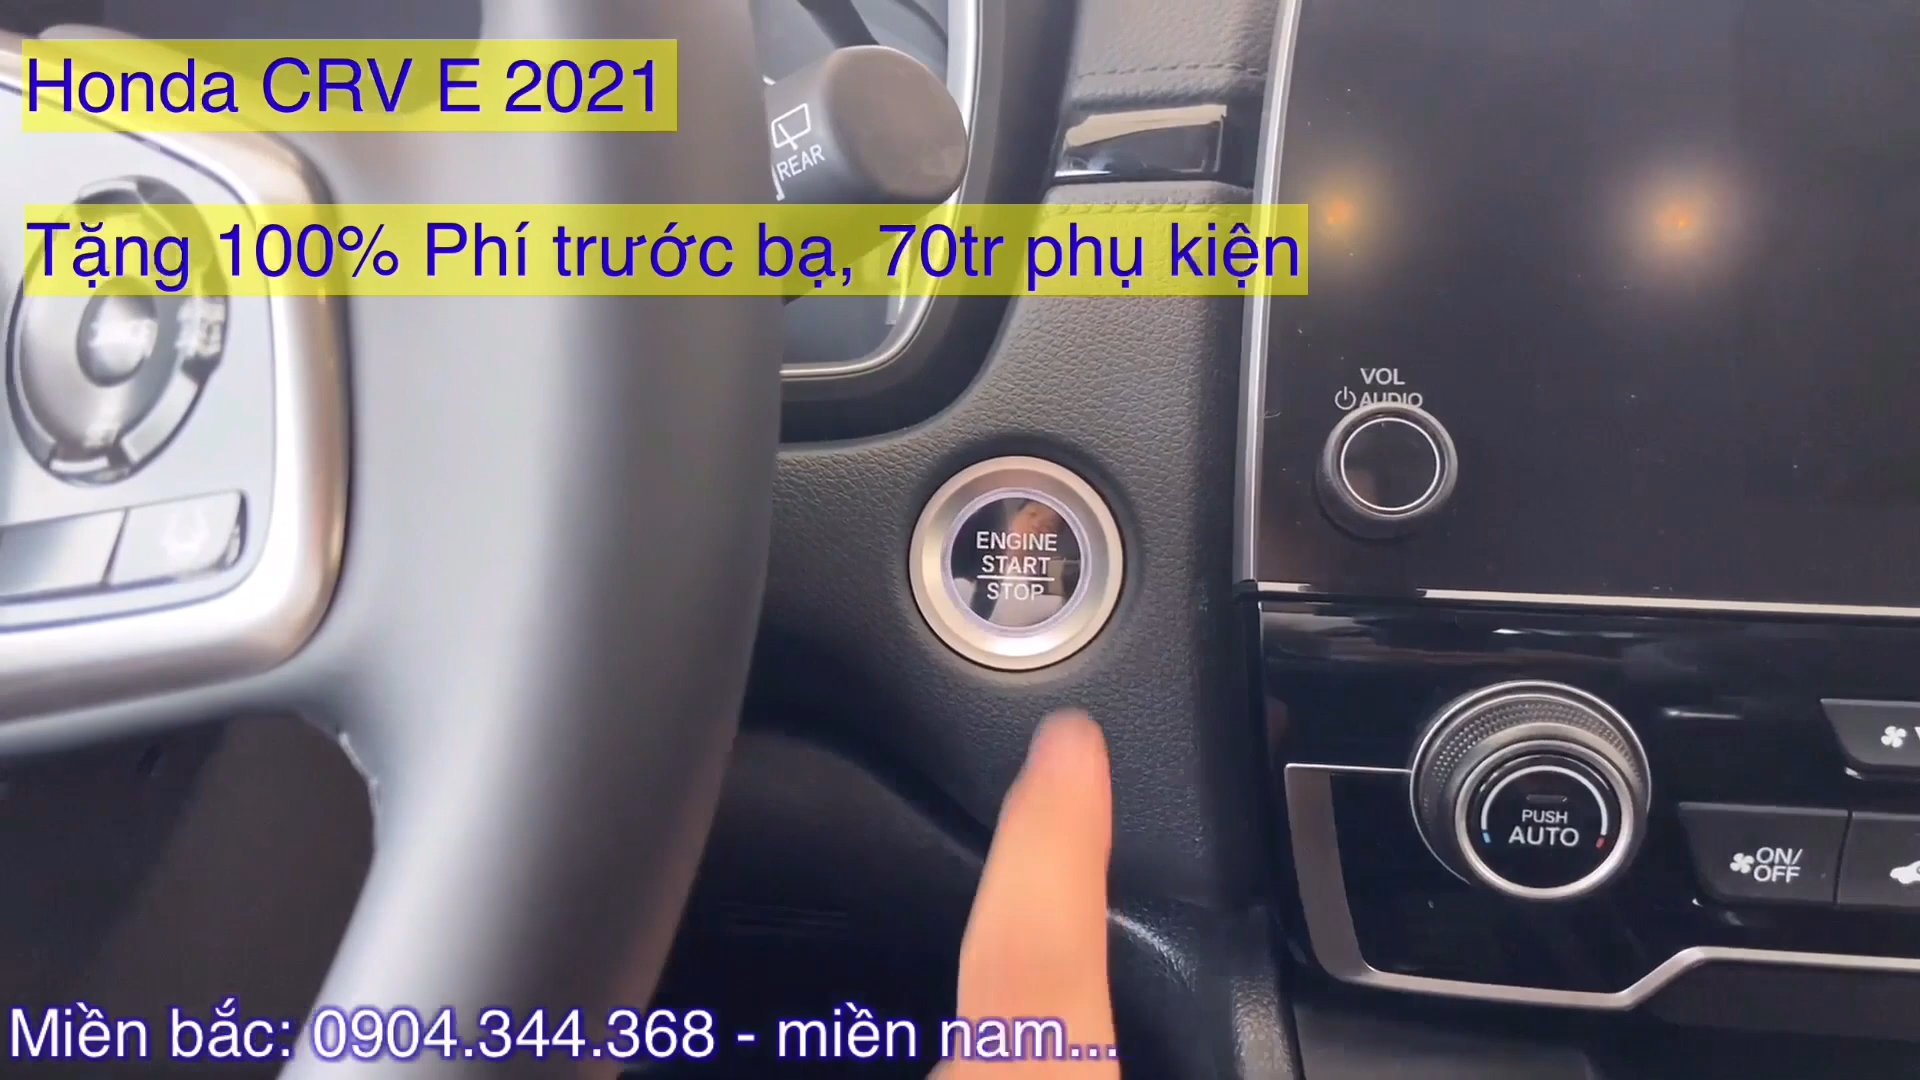 Honda CRV E 2021
REAR
Tặng 100% Phí trước bạ, 70tr phụ kiện
VOL
AUDIO
ENGINE
START
STOP
PUSH
AUTO
ON/
OFF
Miền bắc: 0904.344.368 - miền nam...